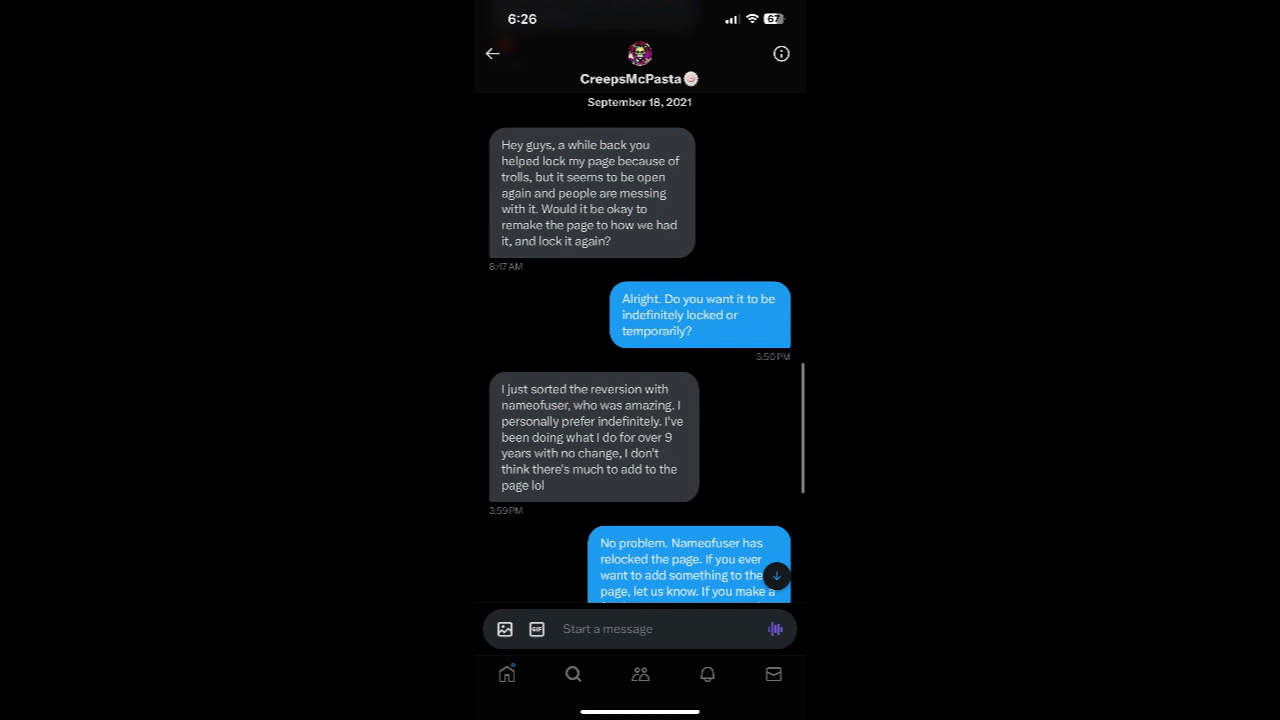 6:26
67
CreepsMcPasta
September 18, 2021
Hey guys, a while back you
helped lock my page because of
trolls, but it seems to be open
again and people are messing
with it. Would it be okay to
remake the page to how we had
it, and lock it again?
8:47 AM
Alright. Do you want it to be
indefinitely locked or
temporarily?
3:50 PM
I just sorted the reversion with
nameofuser, who was amazing. I
personally prefer indefinitely. I've
been doing what I do for over 9
years with no change, I don't
think there's much to add to the
page lol
3:59 PM
No problem. Nameofuser has
relocked the page. If you ever
want to add something to the
page, let us know. If you make a
GIF
Start a message